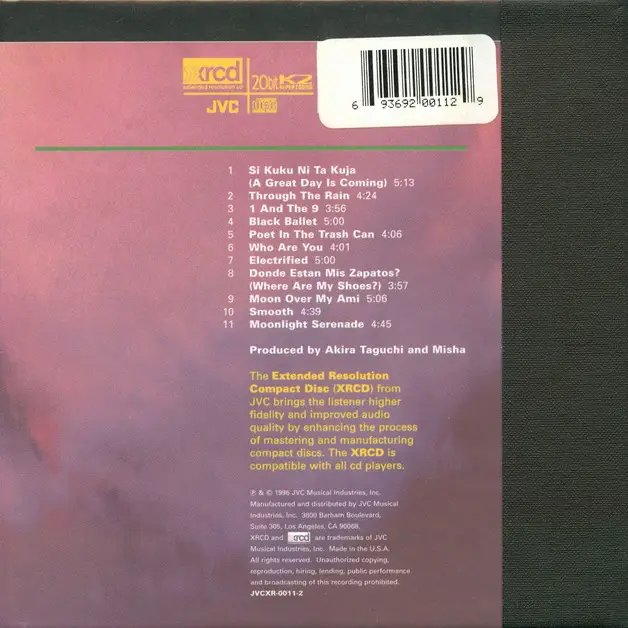 xrcd
extended resolution cd
20bit K2
SUPER CODING
JVC
COMPACT
disc
DIGITAL AUDIO
6 93692 00112 9
1 Si Kuku Ni Ta Kuja
(A Great Day Is Coming) 5:13
2 Through The Rain 4:24
3 1 And The 9 3:56
4 Black Ballet 5:00
5 Poet In The Trash Can 4:06
6 Who Are You 4:01
7 Electrified 5:00
8 Donde Estan Mis Zapatos?
(Where Are My Shoes?) 3:57
9 Moon Over My Ami 5:06
10 Smooth 4:39
11 Moonlight Serenade 4:45
Produced by Akira Taguchi and Misha
The Extended Resolution
Compact Disc (XRCD) from
JVC brings the listener higher
fidelity and improved audio
quality by enhancing the process
of mastering and manufacturing
compact discs. The XRCD is
compatible with all cd players.
℗ & © 1996 JVC Musical Industries, Inc.
Manufactured and distributed by JVC Musical
Industries, Inc. 3800 Barham Boulevard,
Suite 305, Los Angeles, CA 90068.
XRCD and xrcd are trademarks of JVC
Musical Industries, Inc. Made in the U.S.A.
All rights reserved. Unauthorized copying,
reproduction, hiring, lending, public performance
and broadcasting of this recording prohibited.
JVCXR-0011-2